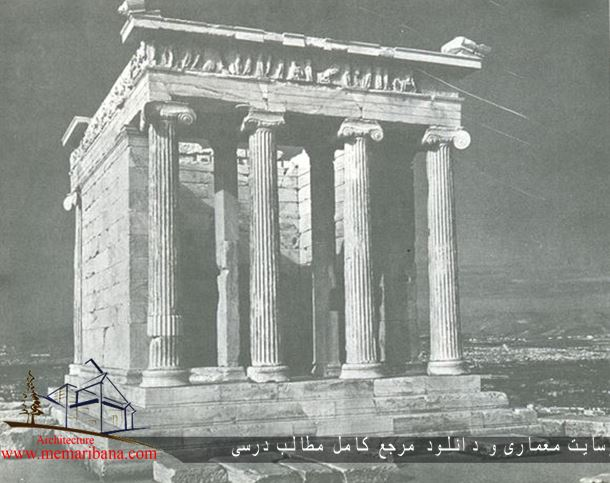 Architecture
www.memaribana.com
سایت معماری و دانلود مرجع کامل مطالب درسی